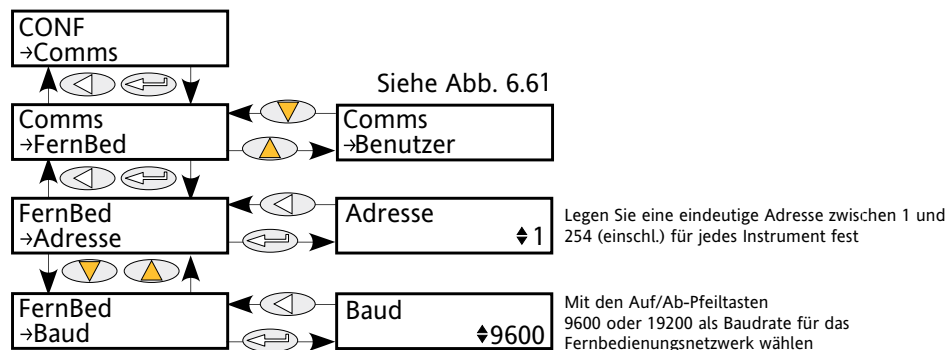 CONF
→Comms
Siehe Abb. 6.61
Comms
→FernBed
Comms
→Benutzer
FernBed
→Adresse
Adresse
1
Legen Sie eine eindeutige Adresse zwischen 1 und
254 (einschl.) für jedes Instrument fest
FernBed
→Baud
Baud
9600
Mit den Auf/Ab-Pfeiltasten
9600 oder 19200 als Baudrate für das
Fernbedienungsnetzwerk wählen